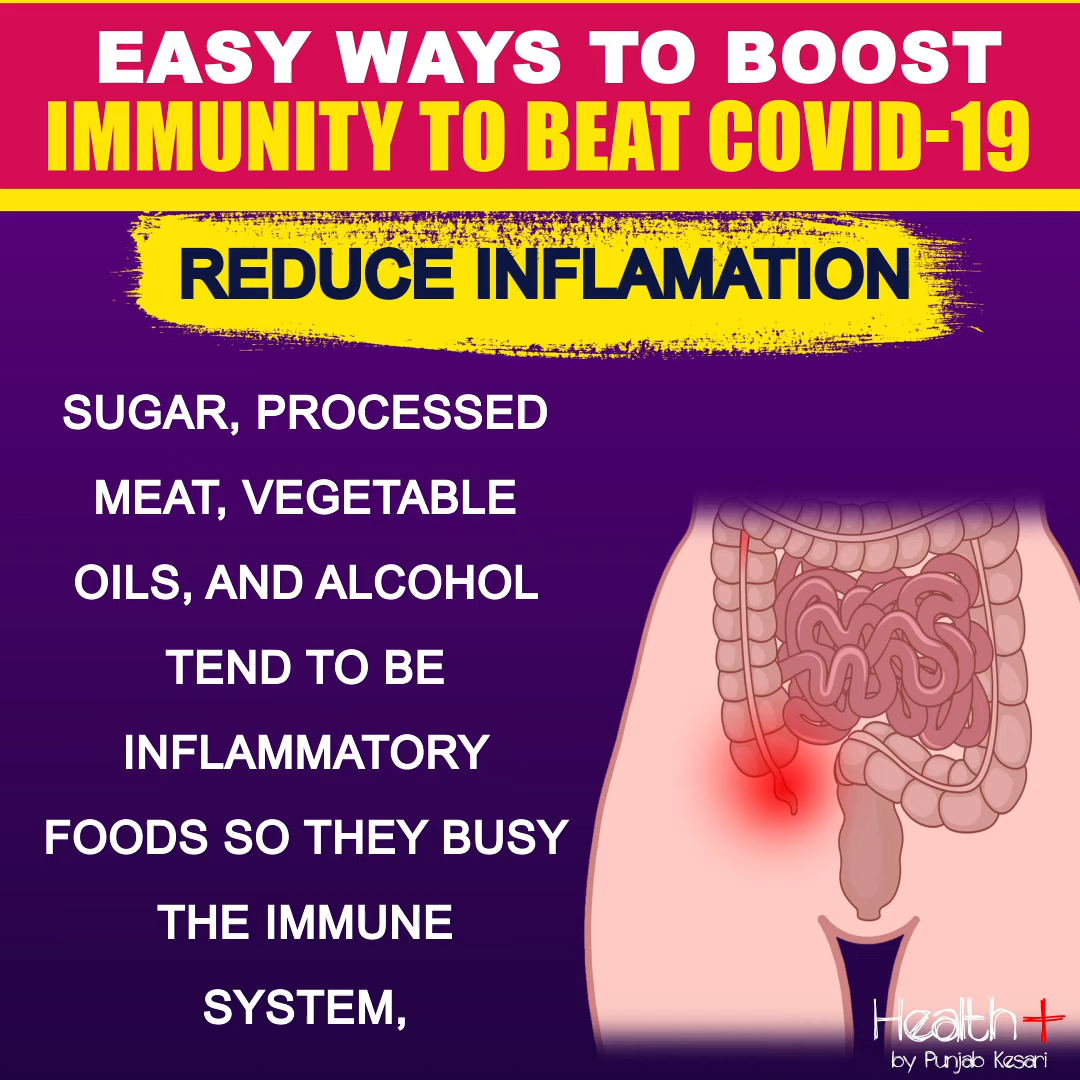 EASY WAYS TO BOOST
IMMUNITY TO BEAT COVID-19
REDUCE INFLAMATION
SUGAR, PROCESSED
MEAT, VEGETABLE
OILS, AND ALCOHOL
TEND TO BE
INFLAMMATORY
FOODS SO THEY BUSY
THE IMMUNE
SYSTEM,
Health+
by Punjab Kesari